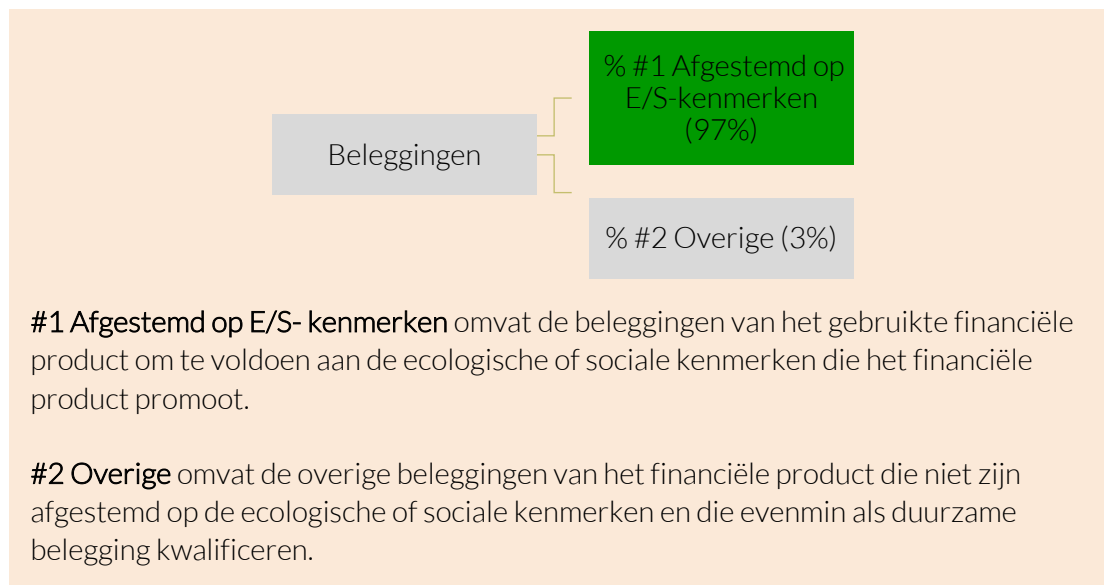 % #1 Afgestemd op
E/S-kenmerken
(97%)
Beleggingen
% #2 Overige (3%)
#1 Afgestemd op E/S- kenmerken omvat de beleggingen van het gebruikte financiële
product om te voldoen aan de ecologische of sociale kenmerken die het financiële
product promoot.
#2 Overige omvat de overige beleggingen van het financiële product die niet zijn
afgestemd op de ecologische of sociale kenmerken en die evenmin als duurzame
belegging kwalificeren.